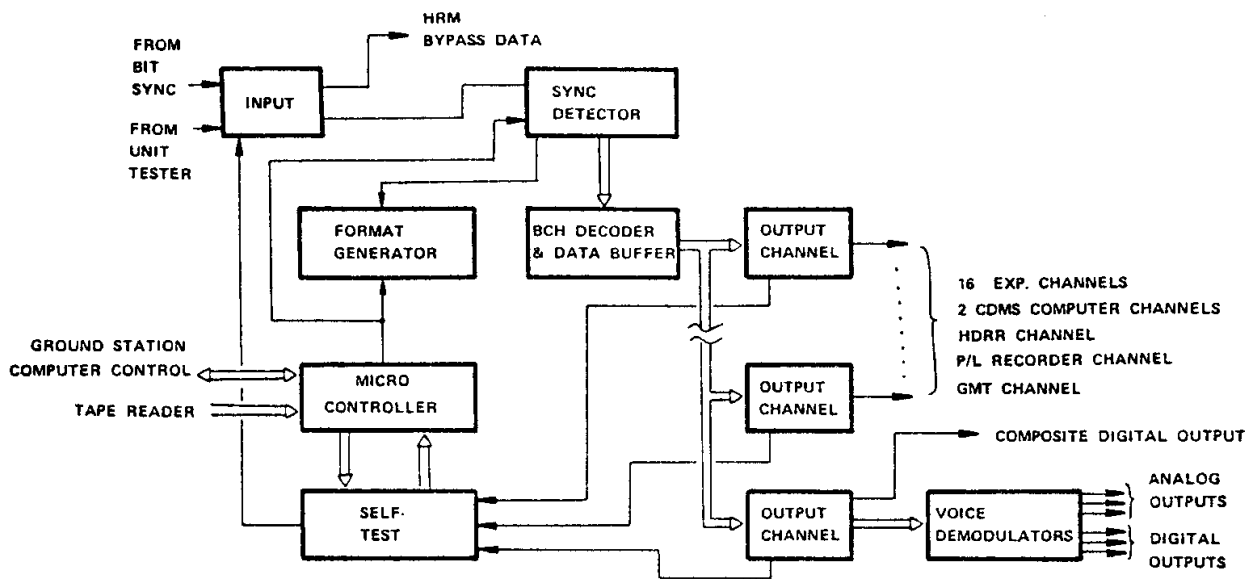 HRM
BYPASS DATA
FROM
BIT
SYNC
INPUT
SYNC
DETECTOR
FROM
UNIT
TESTER
FORMAT
GENERATOR
BCH DECODER
& DATA BUFFER
OUTPUT
CHANNEL
16 EXP. CHANNELS
2 CDMS COMPUTER CHANNELS
HDRR CHANNEL
P/L RECORDER CHANNEL
GMT CHANNEL
GROUND STATION
COMPUTER CONTROL
TAPE READER
MICRO
CONTROLLER
OUTPUT
CHANNEL
COMPOSITE DIGITAL OUTPUT
SELF-
TEST
OUTPUT
CHANNEL
VOICE
DEMODULATORS
ANALOG
OUTPUTS
DIGITAL
OUTPUTS